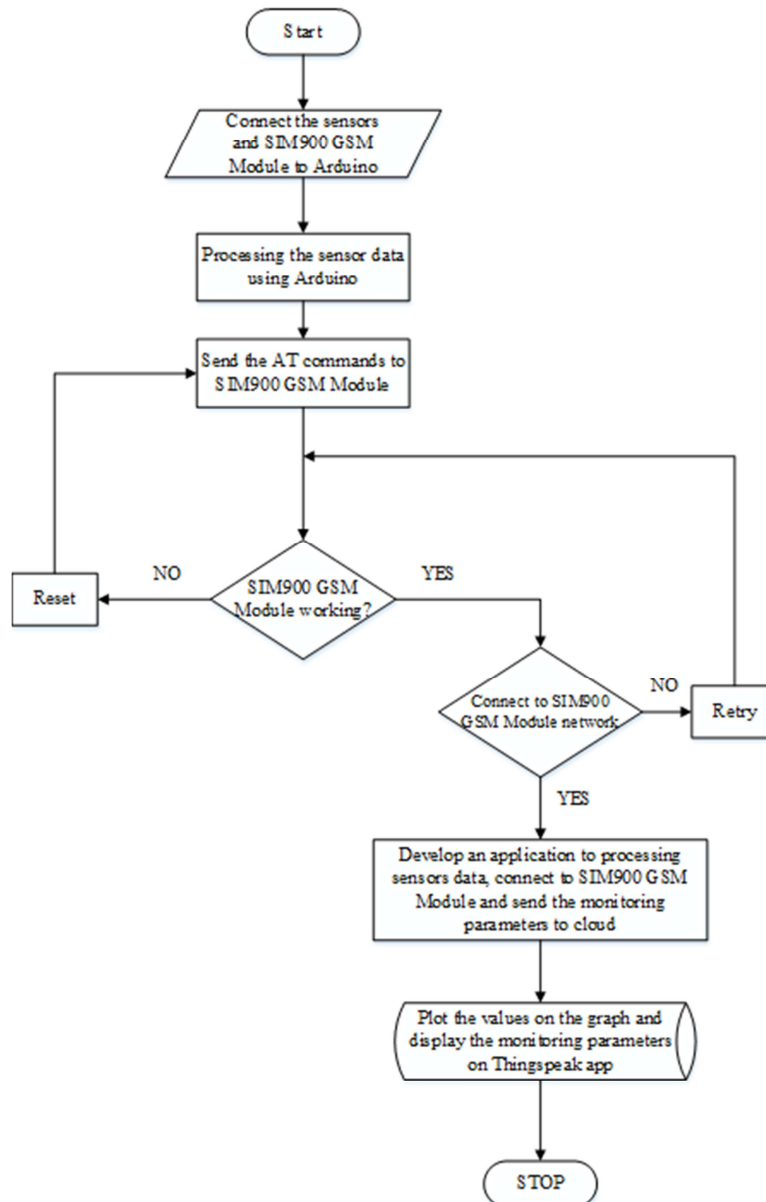 Start
Connect the sensors
and SIM900 GSM
Module to Arduino
Processing the sensor data
using Arduino
Send the AT commands to
SIM900 GSM Module
NO
SIM900 GSM
Module working?
YES
Reset
Connect to SIM900
GSM Module network
NO
Retry
YES
Develop an application to processing
sensors data, connect to SIM900 GSM
Module and send the monitoring
parameters to cloud
Plot the values on the graph and
display the monitoring parameters
on Thingspeak app
STOP